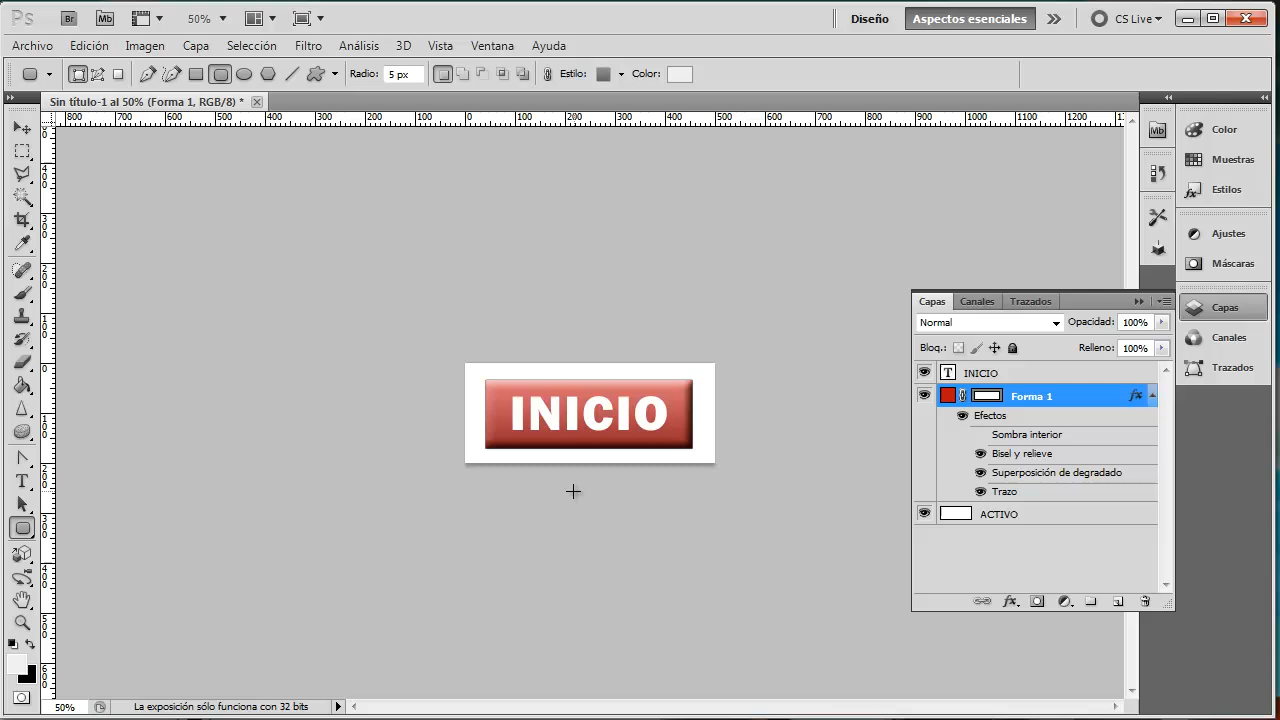 Ps Br Mb 50% Diseño Aspectos esenciales CS Live
Archivo Edición Imagen Capa Selección Filtro Análisis 3D Vista Ventana Ayuda
Radio: 5 px Estilo: Color:
Sin título-1 al 50% (Forma 1, RGB/8) *
800 700 600 500 400 300 200 100 0 100 200 300 400 500 600 700 800 900 1000 1100 1200
Mb Color
Muestras
Estilos
Ajustes
Máscaras
Capas
Canales
Trazados
Capas Canales Trazados
Normal Opacidad: 100%
Bloq.: Relleno: 100%
T INICIO
Forma 1 fx
Efectos
Sombra interior
Bisel y relieve
Superposición de degradado
Trazo
ACTIVO
fx
INICIO
50% La exposición sólo funciona con 32 bits